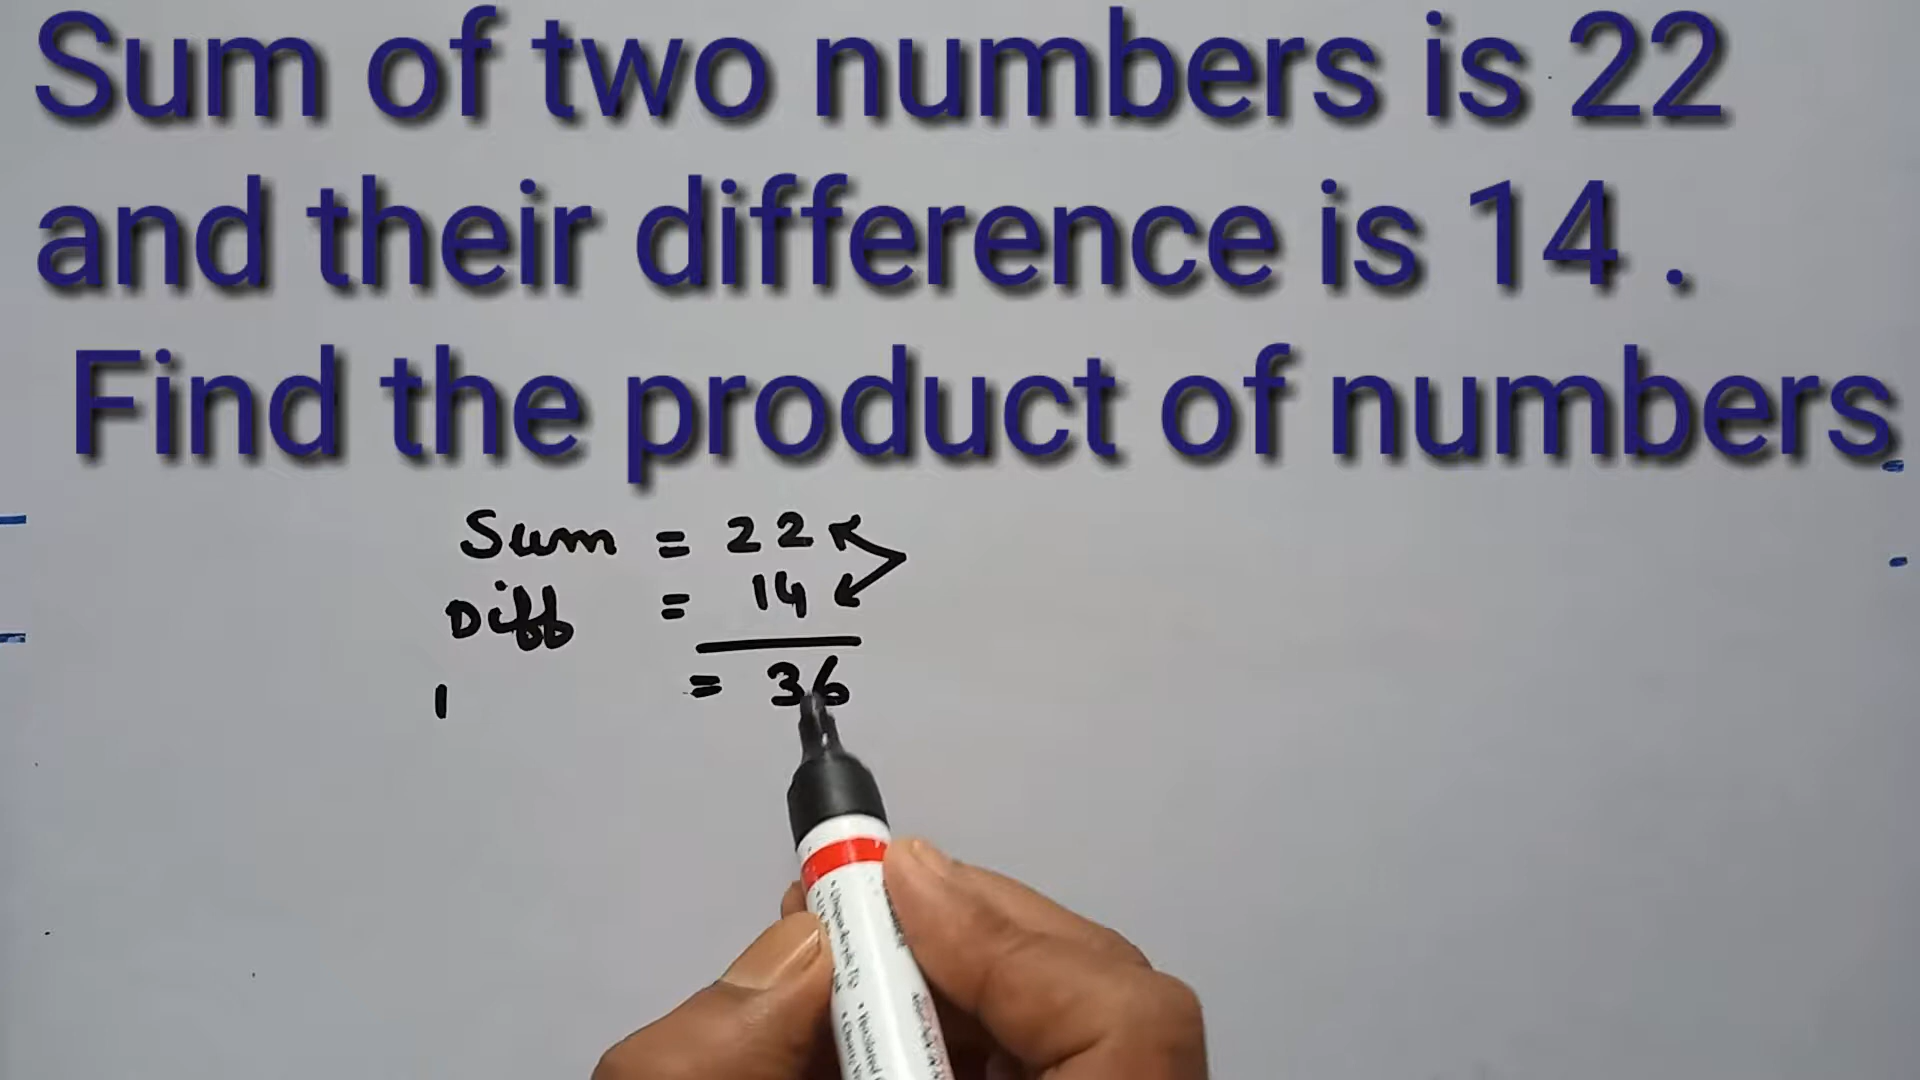 Sum of two numbers is 22
and their difference is 14 .
Find the product of numbers
Sum = 22
Diff = 14
1 = 36